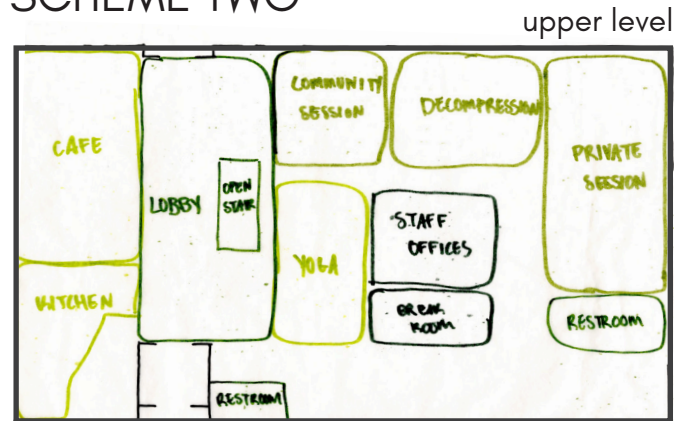 SCHEME TWO
upper level
CAFE
LOBBY
OPEN
STAIR
COMMUNITY
SESSION
DECOMPRESSION
PRIVATE
SESSION
YOGA
STAFF
OFFICES
BREAK
ROOM
KITCHEN
RESTROOM
RESTROOM